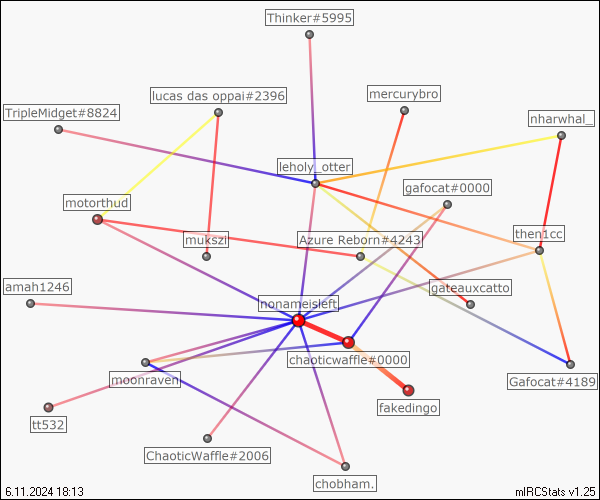 Thinker#5995
lucas das oppai#2396
mercurybro
TripleMidget#8824
nharwhal_
leholy_otter
gafocat#0000
motorthud
mukszi
Azure Reborn#4243
then1cc
amah1246
gateauxcatto
nonameisleft
chaoticwaffle#0000
moonraven
Gafocat#4189
fakedingo
tt532
ChaoticWaffle#2006
chobham.
6.11.2024 18:13
mIRCStats v1.25